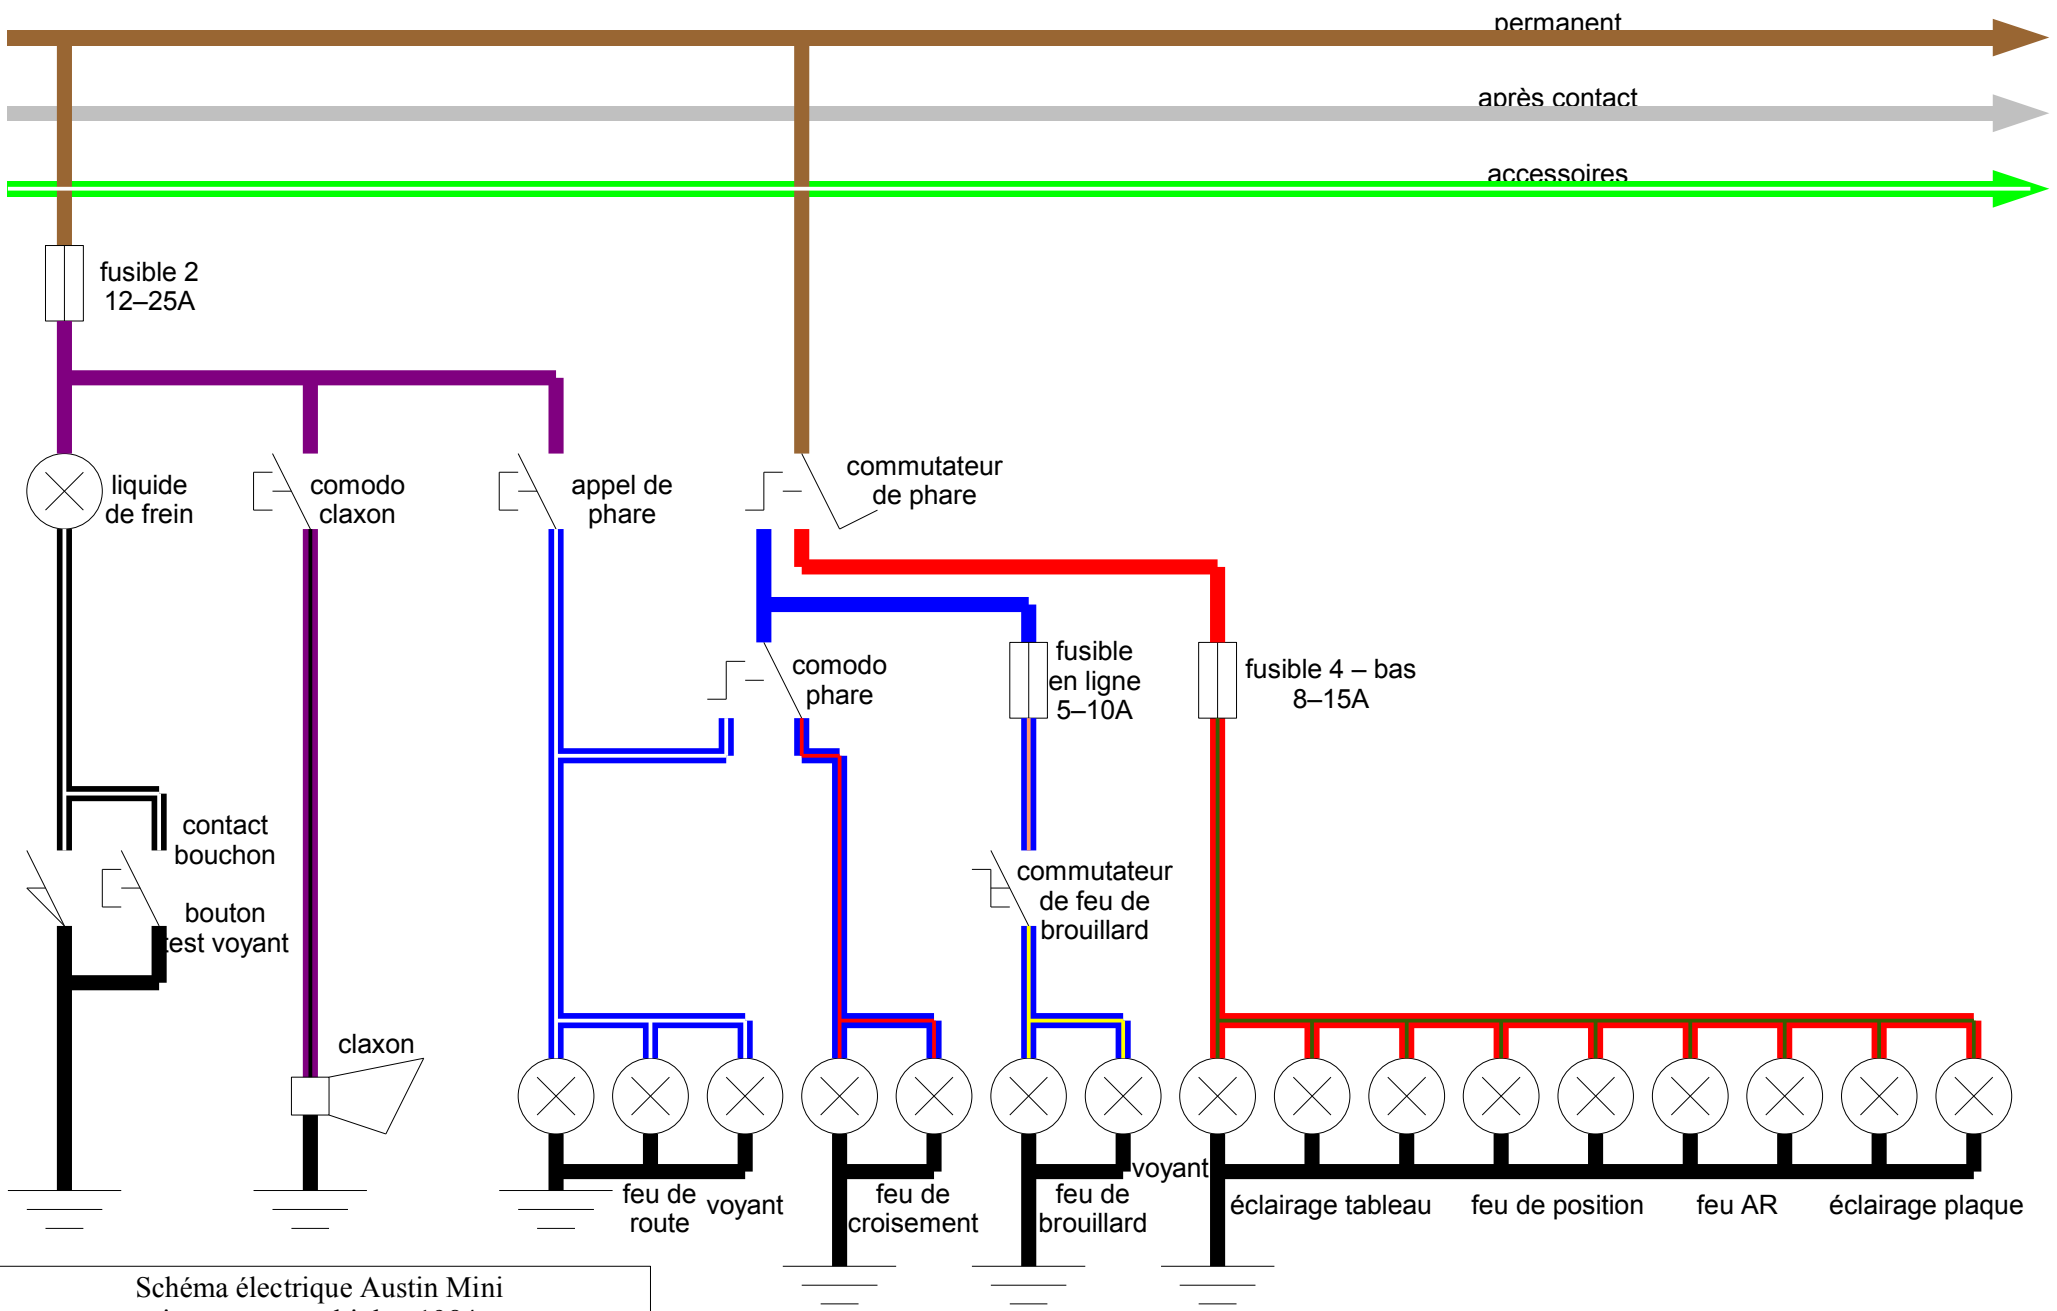 permanent
après contact
accessoires
fusible 2
12–25A
liquide
de frein
comodo
claxon
appel de
phare
commutateur
de phare
comodo
phare
fusible
en ligne
5–10A
fusible 4 – bas
8–15A
contact
bouchon
bouton
test voyant
commutateur
de feu de
brouillard
claxon
feu de
route
voyant
feu de
croisement
feu de
brouillard
voyant
éclairage tableau
feu de position
feu AR
éclairage plaque
Schéma électrique Austin Mini